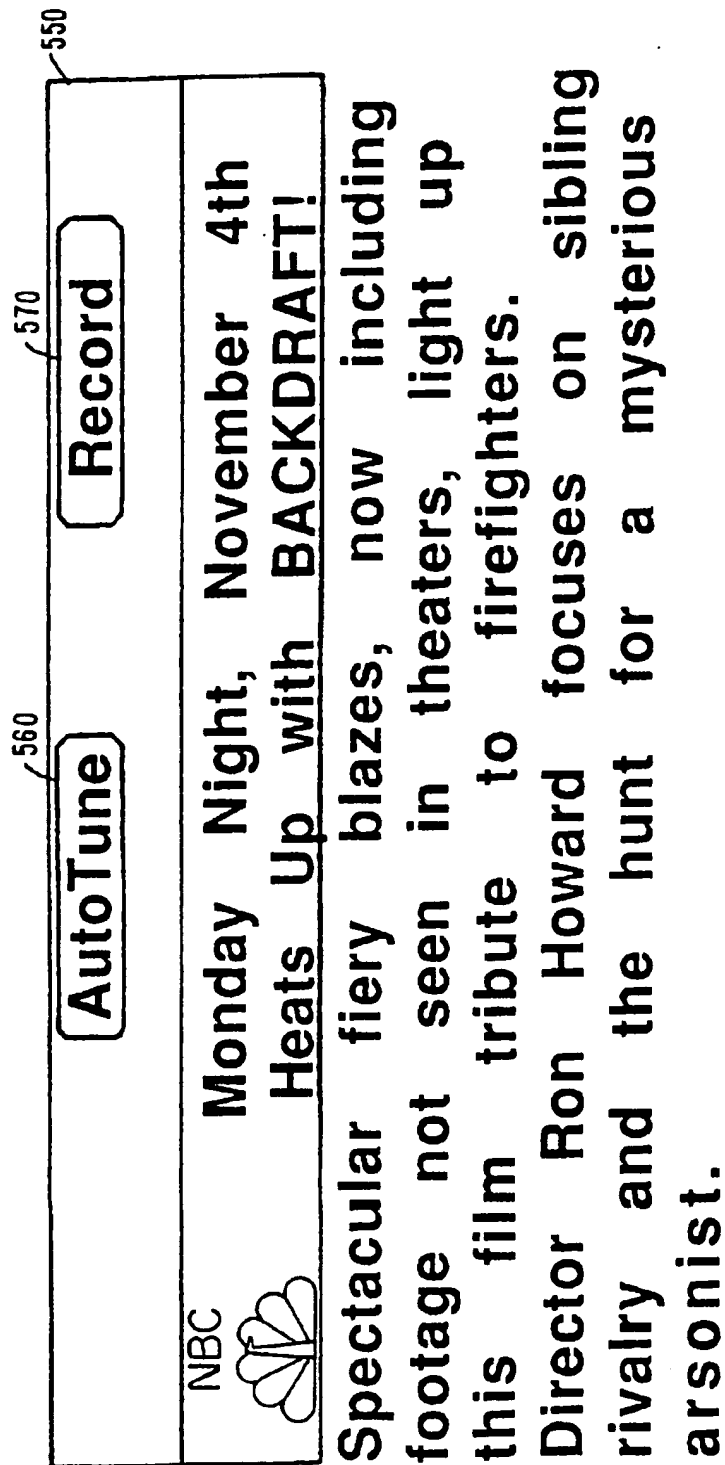 550
560
570
AutoTune Record
NBC
Monday Night, November 4th
Heats Up with BACKDRAFT!
Spectacular fiery blazes, now including
footage not seen in theaters, light up
this film tribute to firefighters.
Director Ron Howard focuses on sibling
rivalry and the hunt for a mysterious
arsonist.